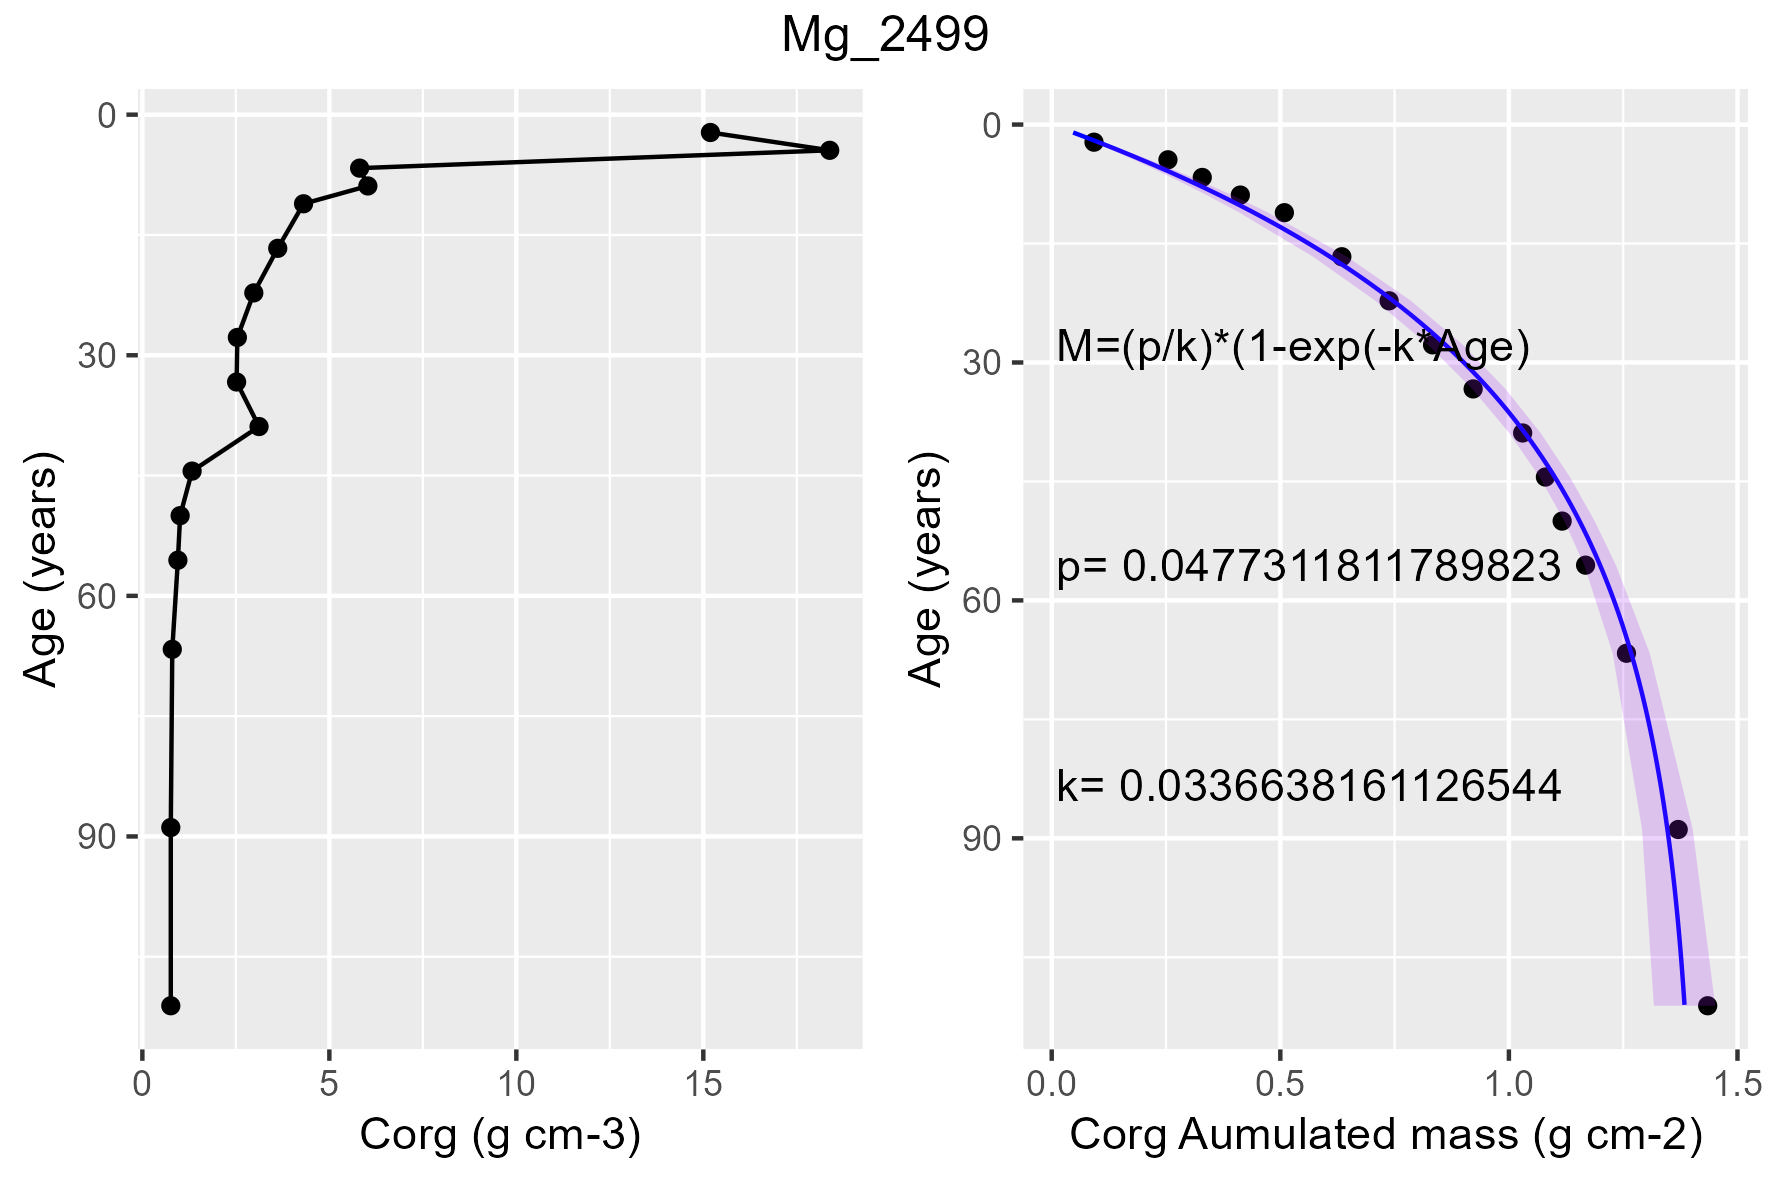 Mg_2499
0
30
60
90
Age (years)
0
5
10
15
Corg (g cm-3)
0
30
60
90
Age (years)
M=(p/k)*(1-exp(-k*Age)
p= 0.0477311811789823
k= 0.0336638161126544
0.0
0.5
1.0
1.5
Corg Aumulated mass (g cm-2)